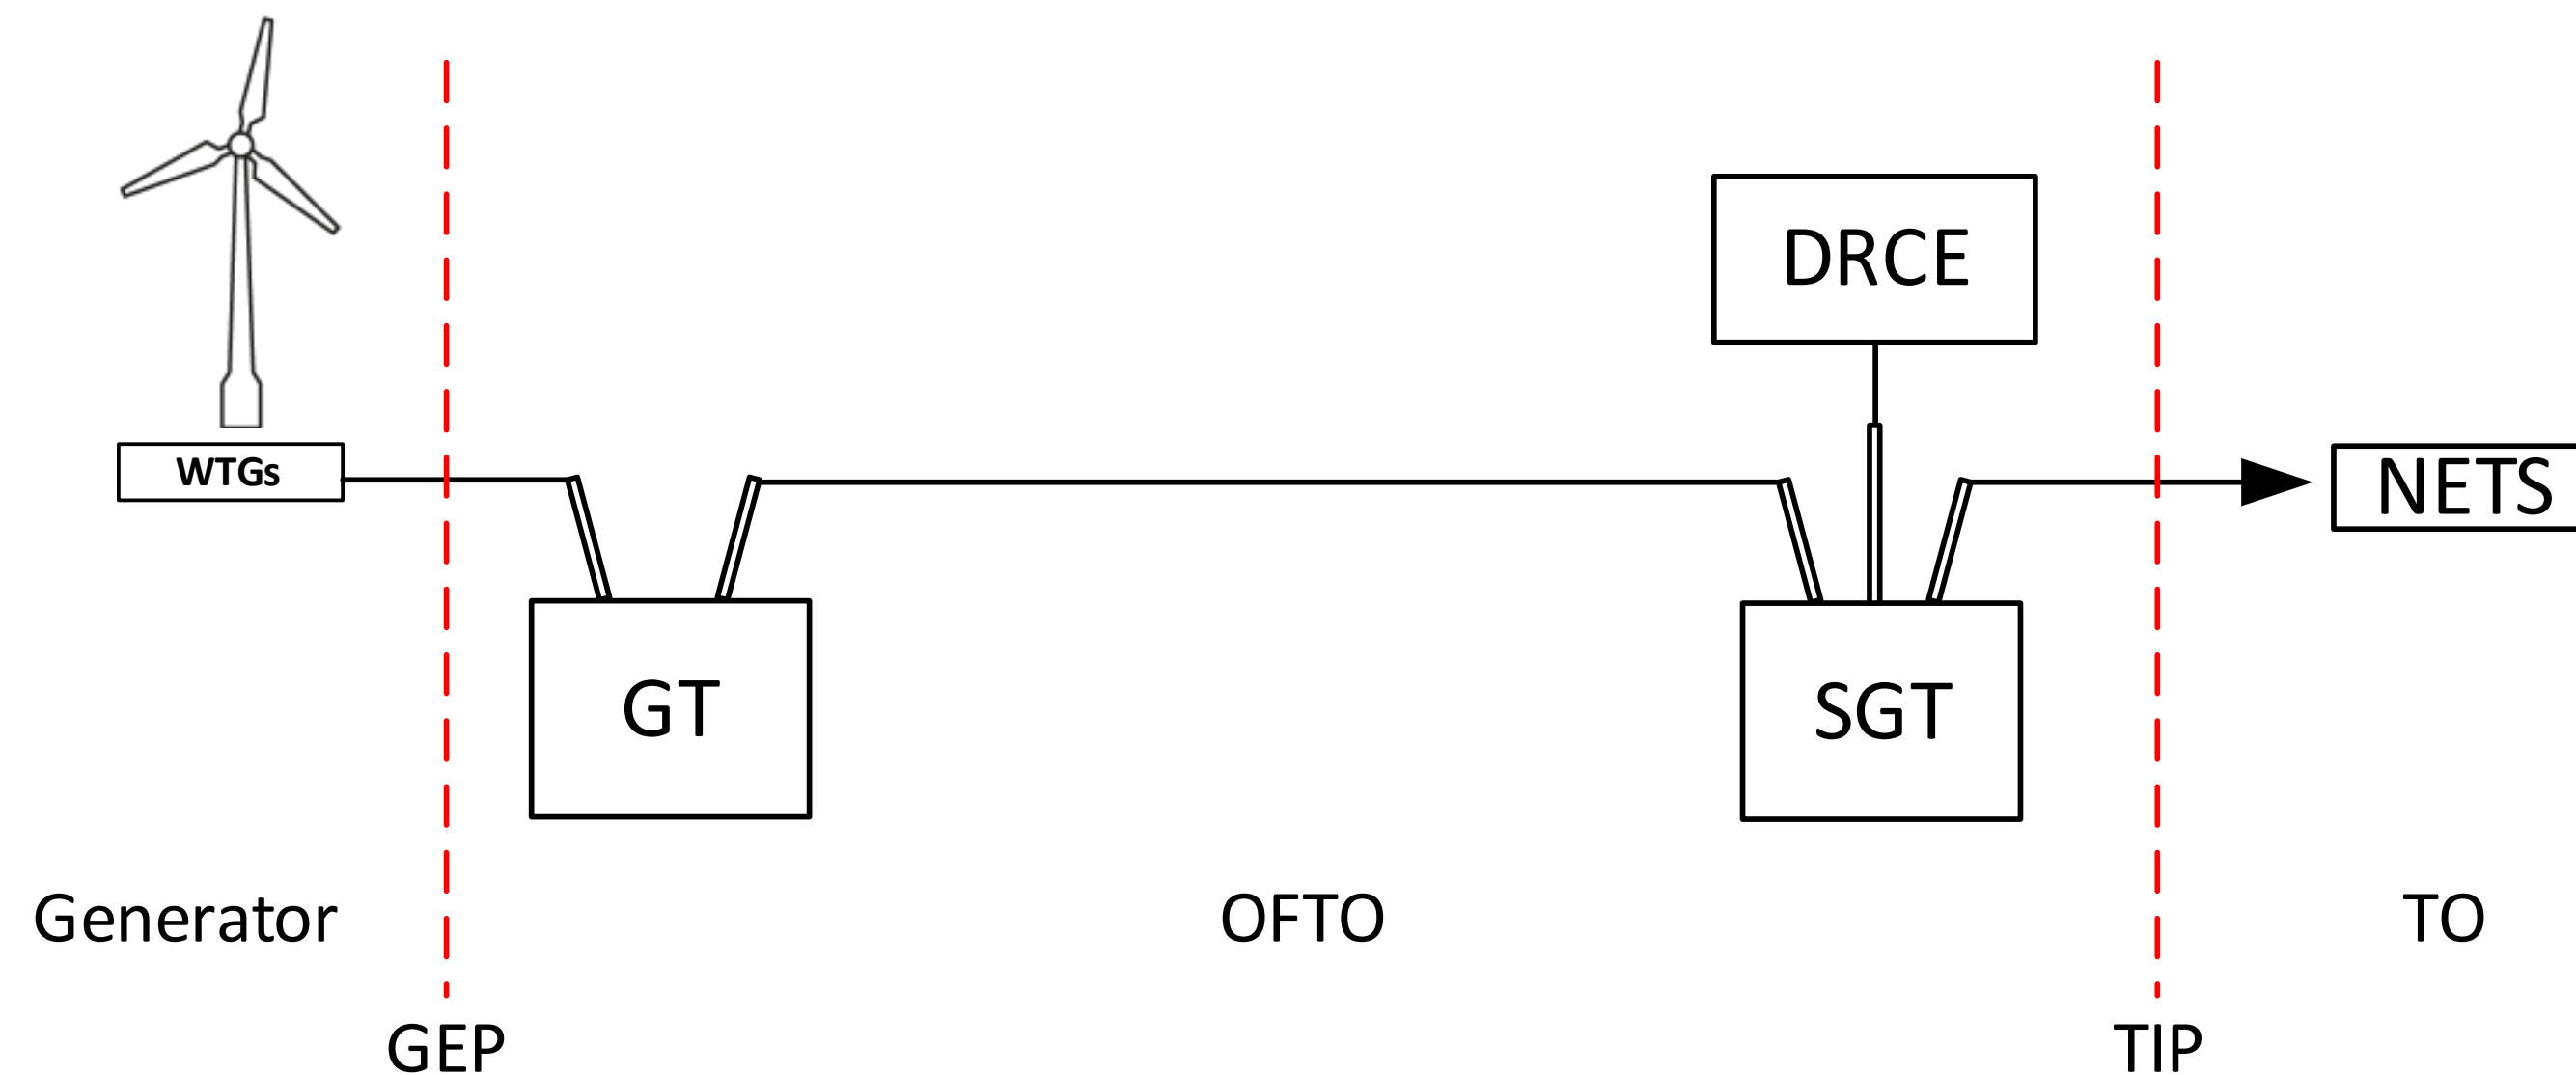 DRCE
WTGs
NETS
GT
SGT
Generator
OFTO
TO
GEP
TIP